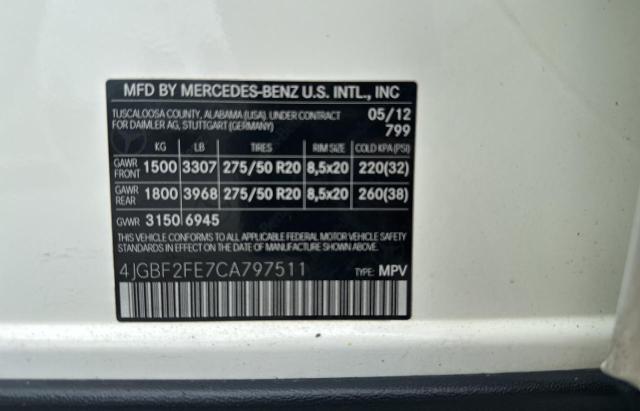 MFD BY MERCEDES-BENZ U.S. INTL., INC
TUSCALOOSA COUNTY, ALABAMA (USA). UNDER CONTRACT 05/12
FOR DAIMLER AG, STUTTGART (GERMANY) 799
KG LB TIRES RIM SIZE COLD KPA (PSI)
GAWR FRONT 1500 3307 275/50 R20 8,5x20 220(32)
GAWR REAR 1800 3968 275/50 R20 8,5x20 260(38)
GVWR 3150 6945
THIS VEHICLE CONFORMS TO ALL APPLICABLE FEDERAL MOTOR VEHICLE SAFETY
STANDARDS IN EFFECT ON THE DATE OF MANUFACTURE SHOWN ABOVE.
4JGBF2FE7CA797511 TYPE: MPV